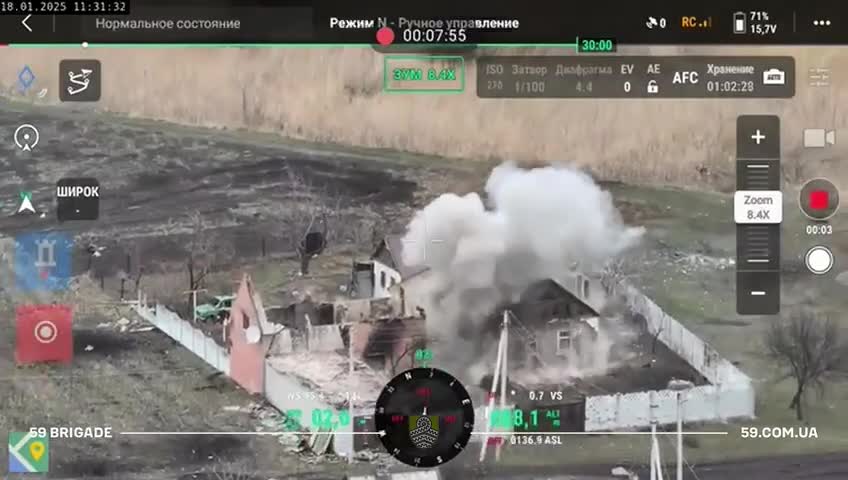 18.01.2025 11:31:32
Нормальное состояние
Режим N - Ручное управление
0
RC
71%
15,7V
00:07:55
30:00
ЗУМ 8.4X
ISO
Затвор
1/100
Диафрагма
4.4
EV
0
AE
AFC
Хранение
01:02:28
ШИРОК
-
Zoom
8.4X
00:03
0.7 VS
ALT
0136.9 ASL
59 BRIGADE
59.COM.UA